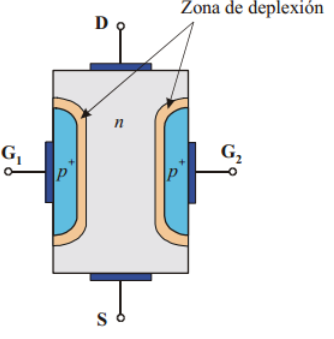 Zona de deplexión
D
n
G1
G2
p+
p+
S